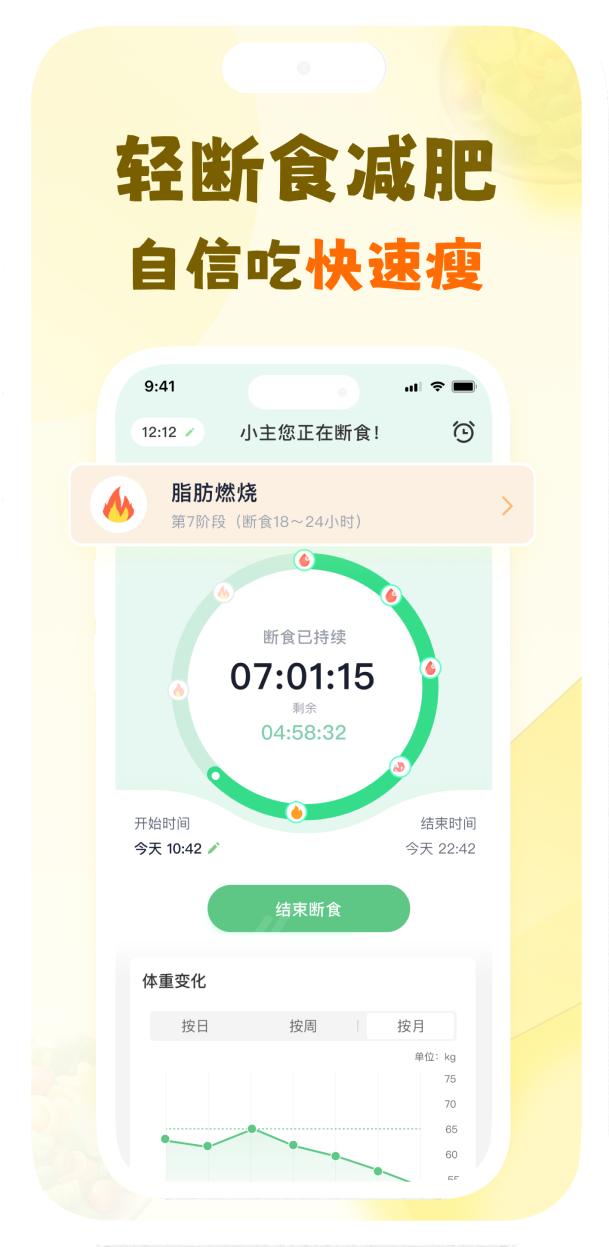 轻断食减肥
自信吃快速瘦
9:41
12:12
小主您正在断食!
脂肪燃烧
第7阶段（断食18～24小时）
断食已持续
07:01:15
剩余
04:58:32
开始时间 结束时间
今天 10:42 今天 22:42
结束断食
体重变化
按日 按周 按月
单位：kg
75
70
65
60
55